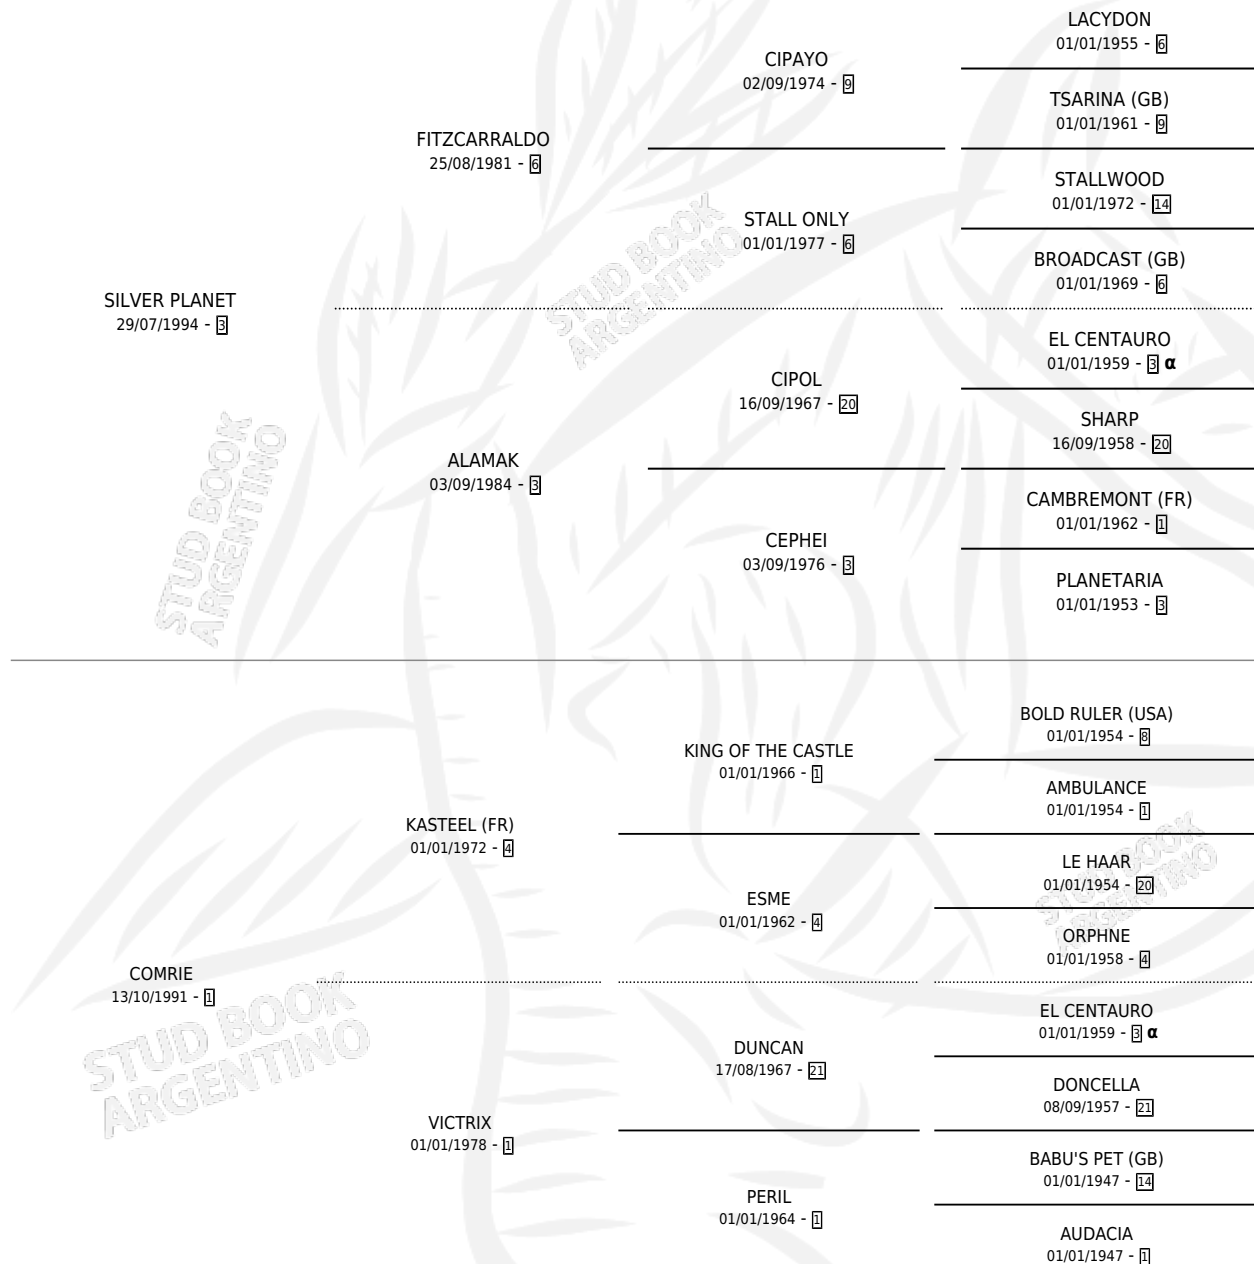 LACYDON
01/01/1955 - 6
CIPAYO
02/09/1974 - 9
TSARINA (GB)
01/01/1961 - 9
FITZCARRALDO
25/08/1981 - 6
STALLWOOD
01/01/1972 - 14
STALL ONLY
01/01/1977 - 6
BROADCAST (GB)
01/01/1969 - 6
SILVER PLANET
29/07/1994 - 3
EL CENTAURO
01/01/1959 - 3 α
CIPOL
16/09/1967 - 20
SHARP
16/09/1958 - 20
ALAMAK
03/09/1984 - 3
CAMBREMONT (FR)
01/01/1962 - 1
CEPHEI
03/09/1976 - 3
PLANETARIA
01/01/1953 - 3
BOLD RULER (USA)
01/01/1954 - 8
KING OF THE CASTLE
01/01/1966 - 1
AMBULANCE
01/01/1954 - 1
KASTEEL (FR)
01/01/1972 - 4
LE HAAR
01/01/1954 - 20
ESME
01/01/1962 - 4
ORPHNE
01/01/1958 - 4
COMRIE
13/10/1991 - 1
EL CENTAURO
01/01/1959 - 3 α
DUNCAN
17/08/1967 - 21
DONCELLA
08/09/1957 - 21
VICTRIX
01/01/1978 - 1
BABU'S PET (GB)
01/01/1947 - 14
PERIL
01/01/1964 - 1
AUDACIA
01/01/1947 - 1
STUD BOOK
ARGENTINO
STUD BOOK
ARGENTINO
STUD BOOK
ARGENTINO
STUD BOOK
ARGENTINO